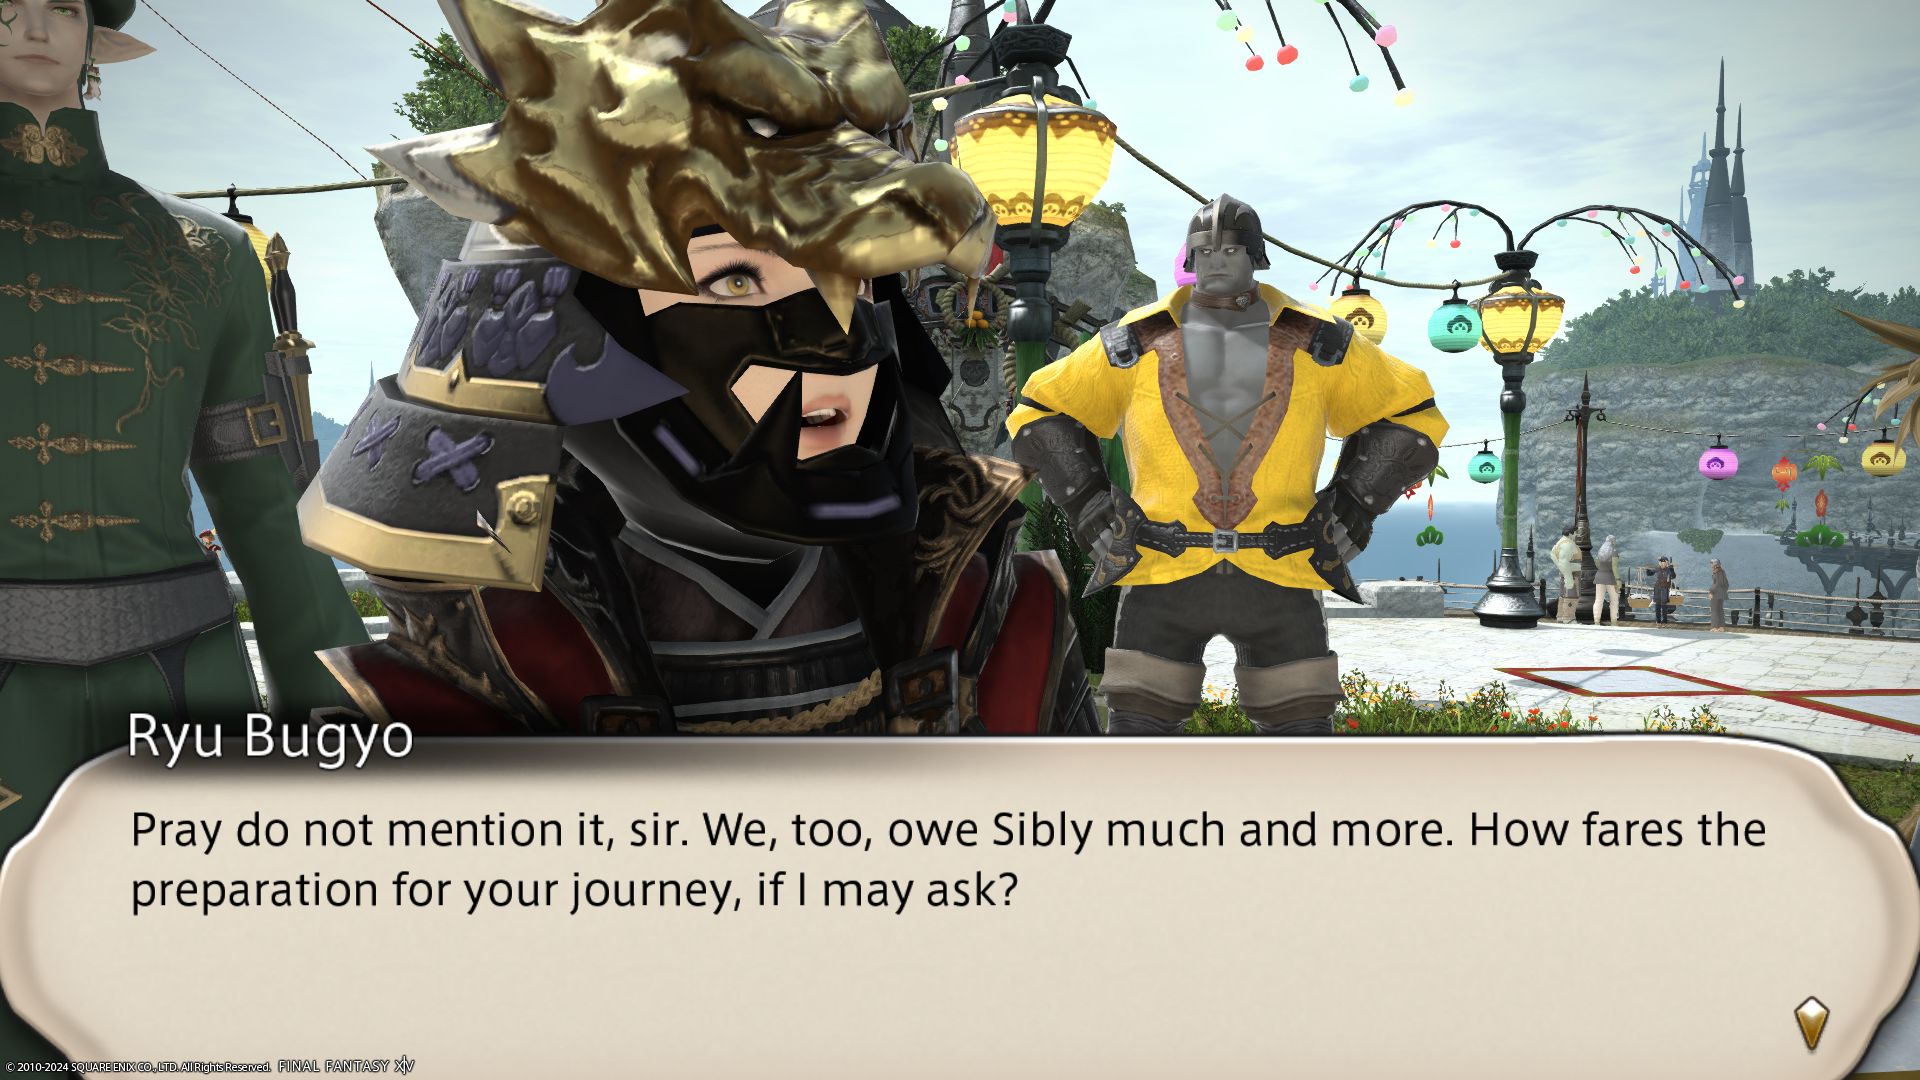 Ryu Bugyo
Pray do not mention it, sir. We, too, owe Sibly much and more. How fares the
preparation for your journey, if I may ask?
© 2010-2024 SQUARE ENIX CO., LTD. All Rights Reserved. FINAL FANTASY XIV